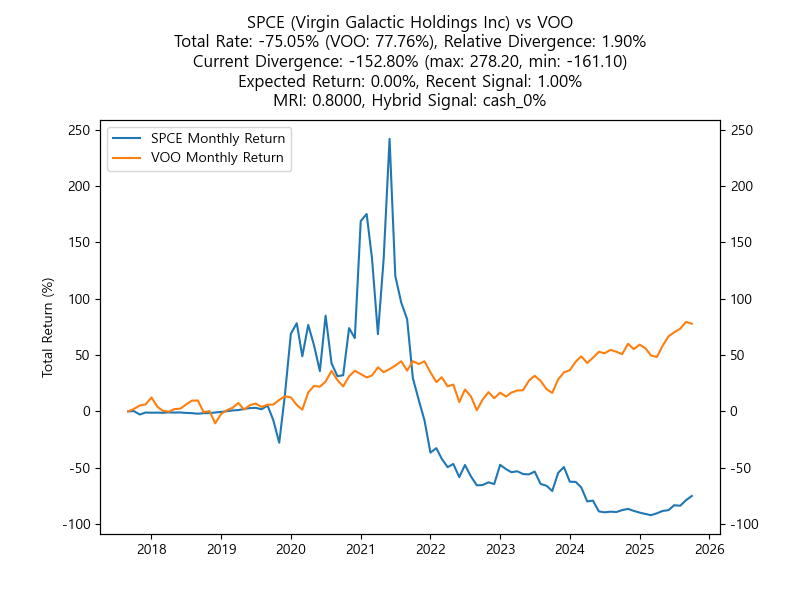 SPCE (Virgin Galactic Holdings Inc) vs VOO
Total Rate: -75.05% (VOO: 77.76%), Relative Divergence: 1.90%
Current Divergence: -152.80% (max: 278.20, min: -161.10)
Expected Return: 0.00%, Recent Signal: 1.00%
MRI: 0.8000, Hybrid Signal: cash_0%
SPCE Monthly Return
VOO Monthly Return
Total Return (%)
250 250
200 200
150 150
100 100
50 50
0 0
-50 -50
-100 -100
2018 2019 2020 2021 2022 2023 2024 2025 2026